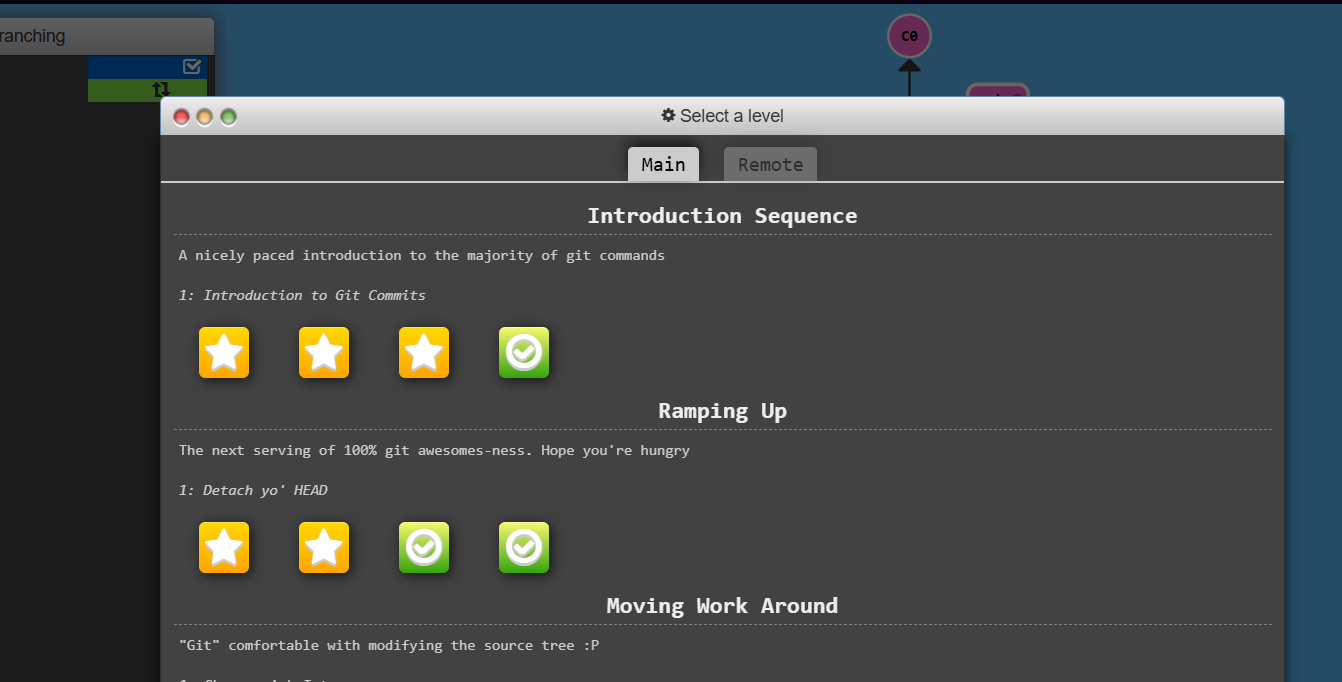 ranching
C0
Select a level
Main
Remote
Introduction Sequence
A nicely paced introduction to the majority of git commands
1: Introduction to Git Commits
Ramping Up
The next serving of 100% git awesomes-ness. Hope you're hungry
1: Detach yo' HEAD
Moving Work Around
"Git" comfortable with modifying the source tree :P